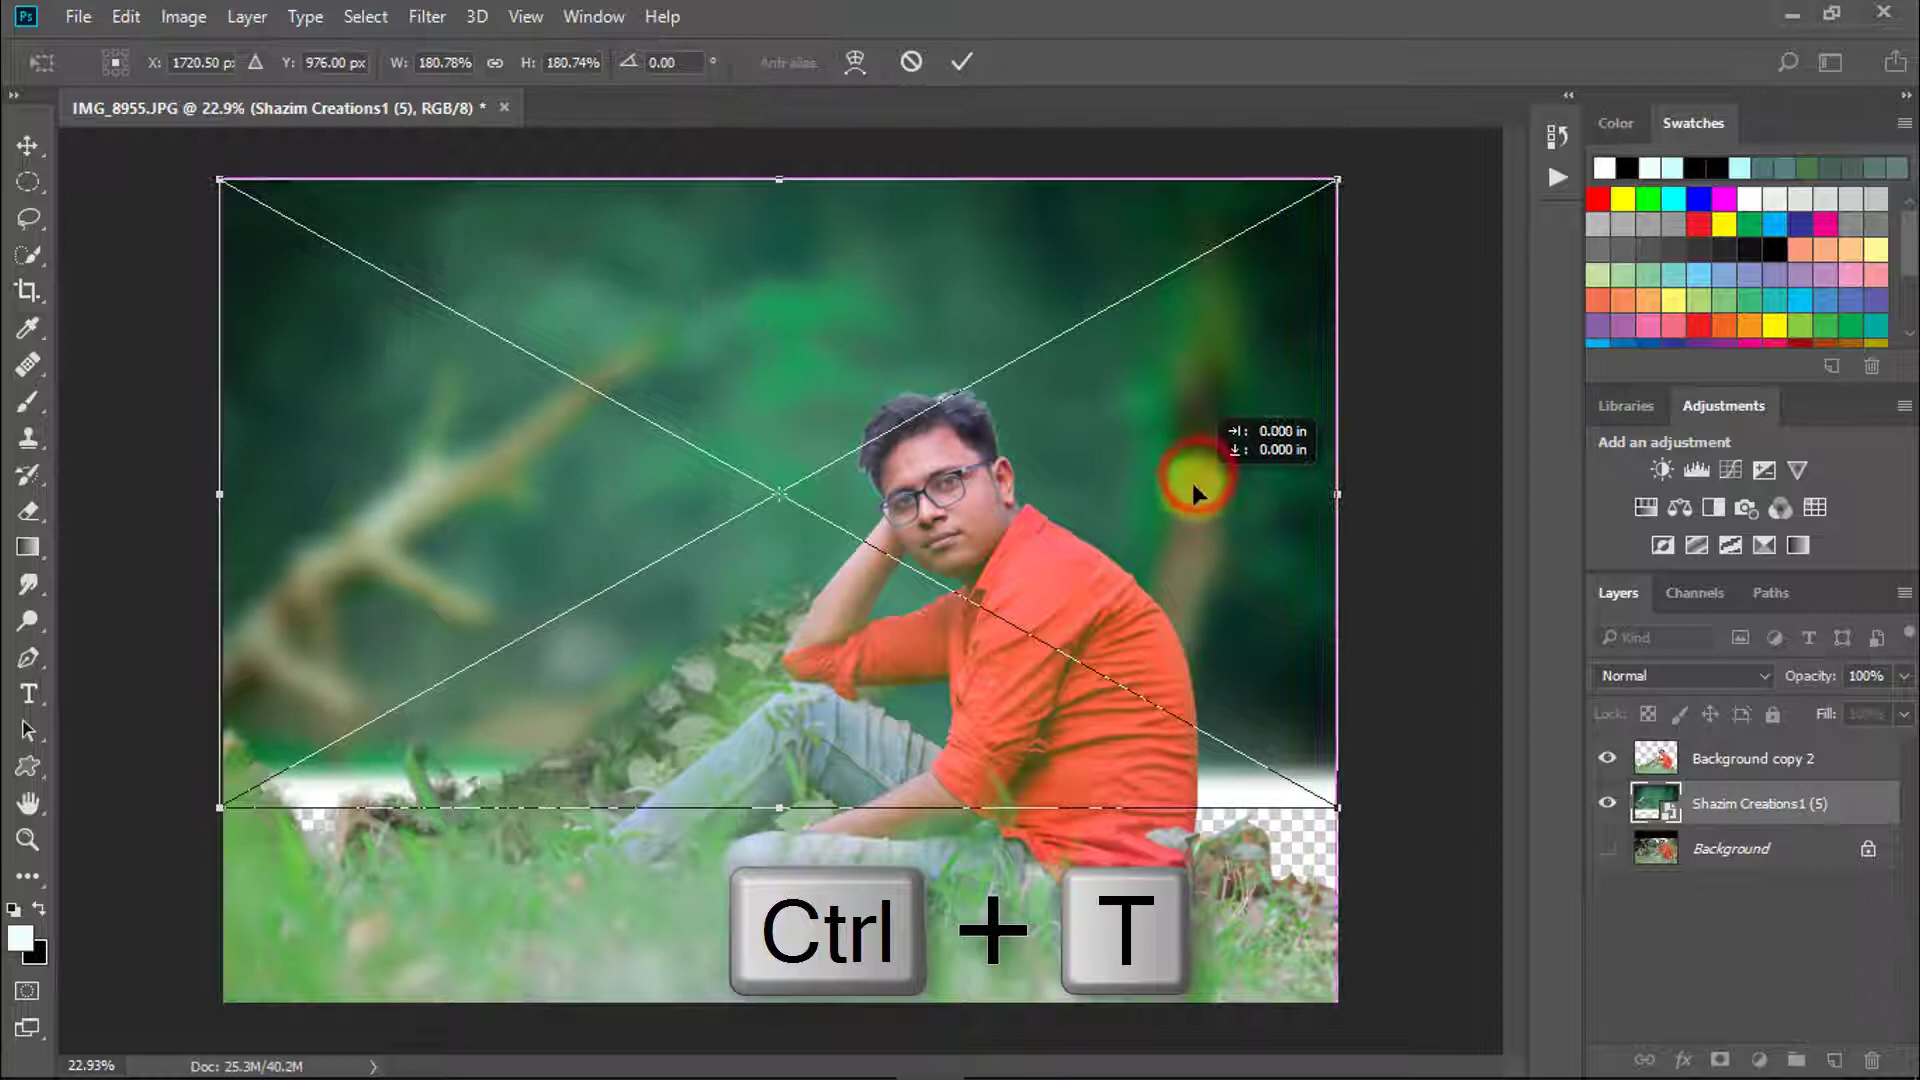 Ps File Edit Image Layer Type Select Filter 3D View Window Help
X: 1720.50 px Y: 976.00 px W: 180.78% H: 180.74% 0.00 ° Anti-alias
IMG_8955.JPG @ 22.9% (Shazim Creations1 (5), RGB/8) * ×
Color Swatches
Libraries Adjustments
Add an adjustment
0.000 in
0.000 in
Layers Channels Paths
Kind
Normal Opacity: 100%
Lock: Fill: 100%
Background copy 2
Shazim Creations1 (5)
Background
Ctrl + T
22.93% Doc: 25.3M/40.2M